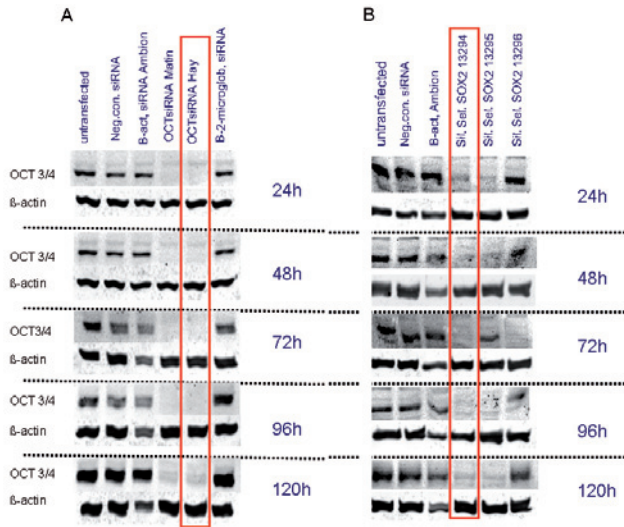 A
untransfected
Neg.con. siRNA
B-act, siRNA Ambion
OCTsiRNA Matin
OCTsiRNA Hay
B-2-microglob. siRNA
OCT 3/4
ß-actin
24h
OCT 3/4
ß-actin
48h
OCT3/4
ß-actin
72h
OCT 3/4
ß-actin
96h
OCT 3/4
ß-actin
120h
B
untransfected
Neg.con. siRNA
B-act, Ambion
Sil. Sel. SOX2 13294
Sil. Sel. SOX2 13295
Sil. Sel. SOX2 13296
24h
48h
72h
96h
120h